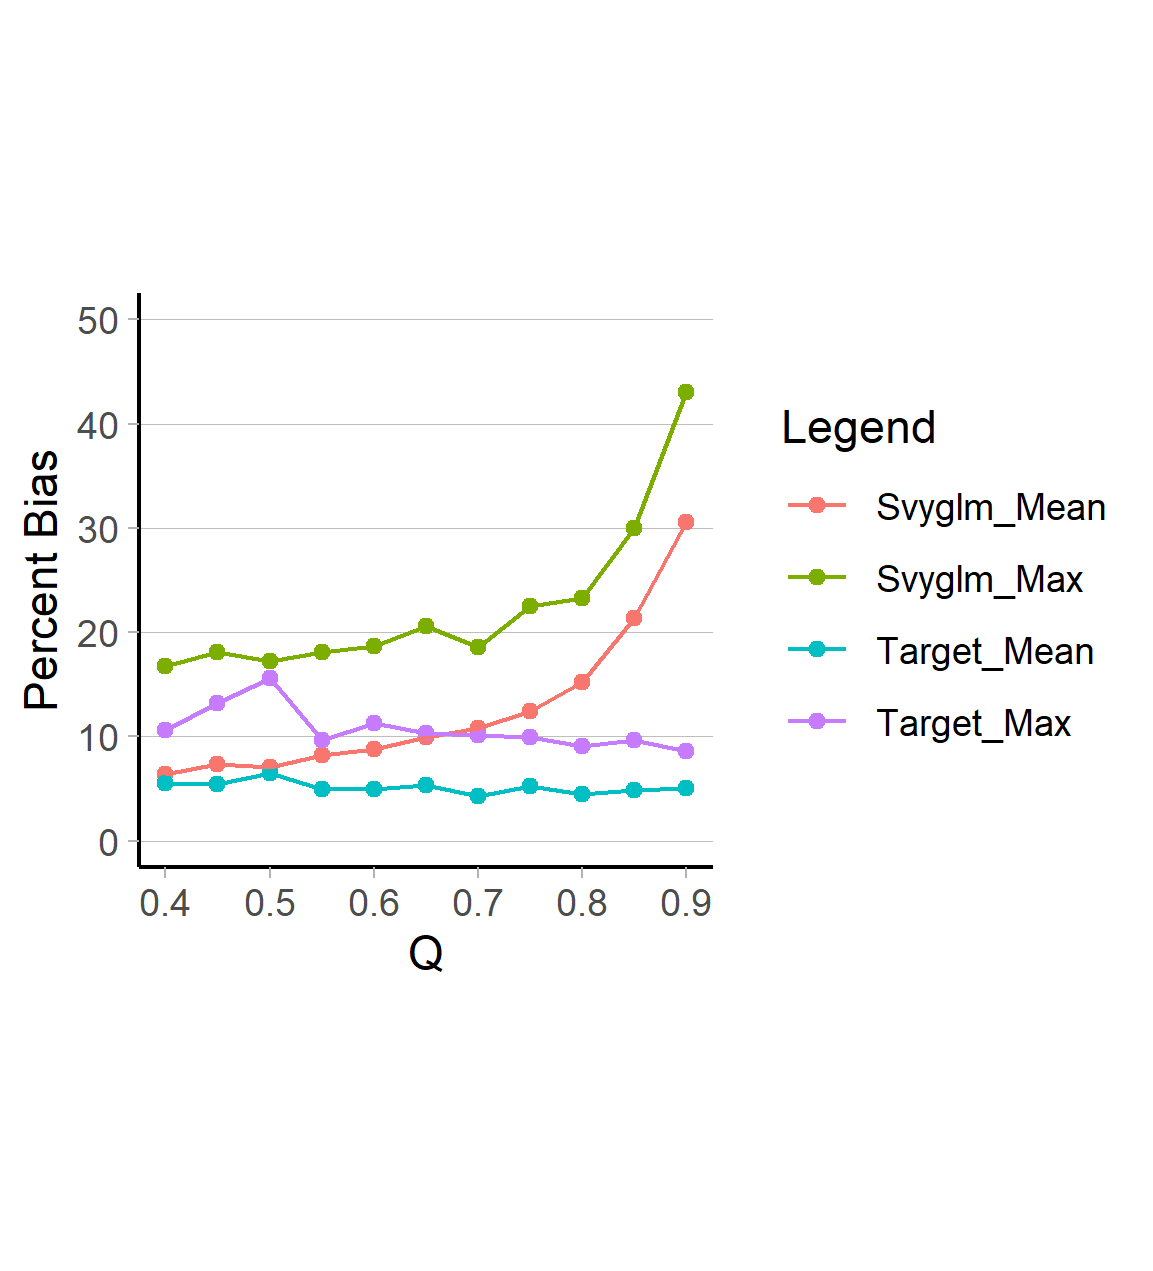 50
40
30
20
10
0
Percent Bias
0.4 0.5 0.6 0.7 0.8 0.9
Q
Legend
Svyglm_Mean
Svyglm_Max
Target_Mean
Target_Max